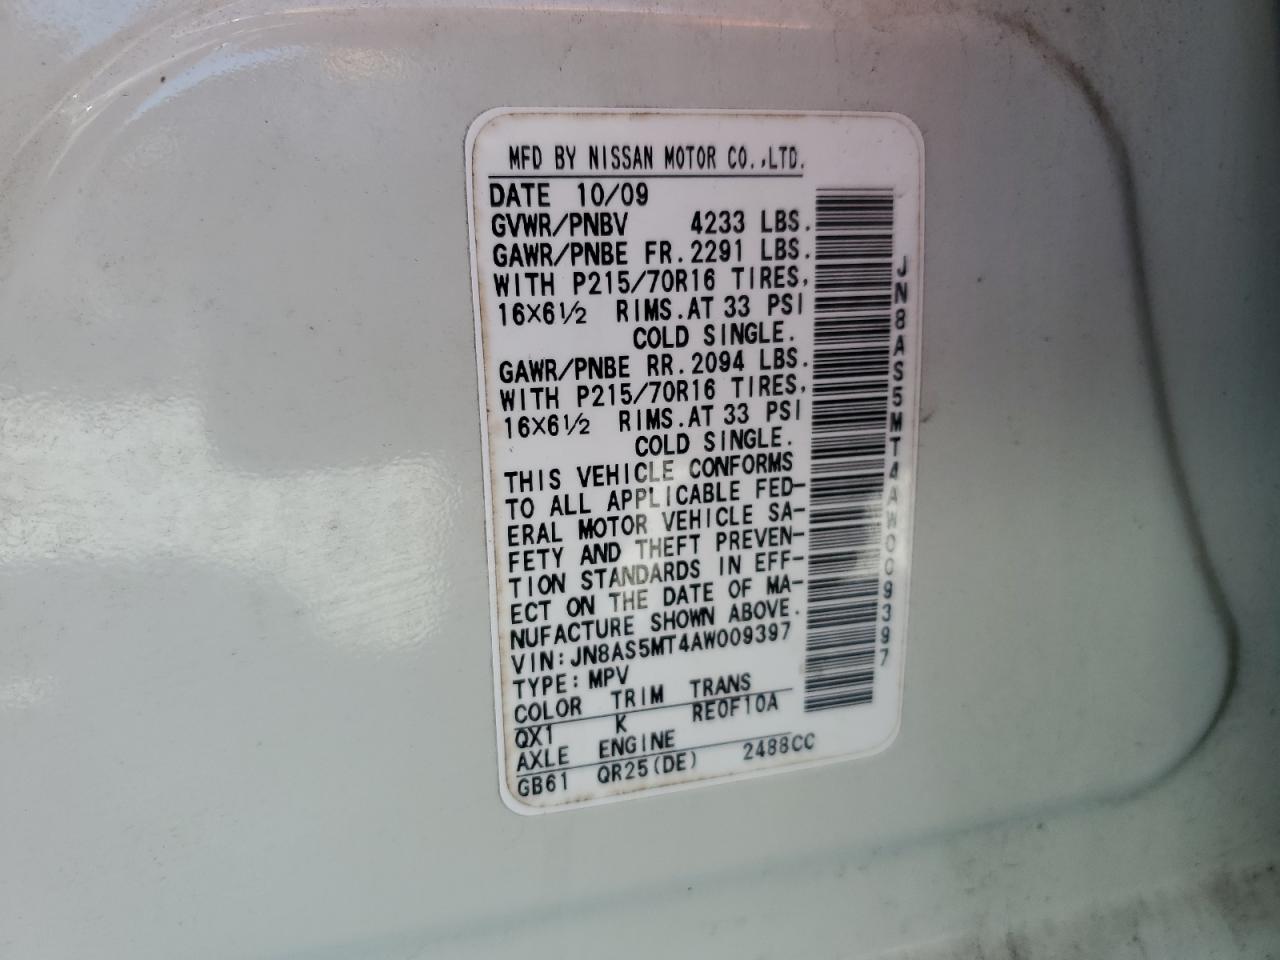 MFD BY NISSAN MOTOR CO.,LTD.
DATE 10/09
GVWR/PNBV 4233 LBS.
GAWR/PNBE FR.2291 LBS.
WITH P215/70R16 TIRES,
16X6½ RIMS.AT 33 PSI
COLD SINGLE.
GAWR/PNBE RR.2094 LBS.
WITH P215/70R16 TIRES,
16X6½ RIMS.AT 33 PSI
COLD SINGLE.
THIS VEHICLE CONFORMS
TO ALL APPLICABLE FED-
ERAL MOTOR VEHICLE SA-
FETY AND THEFT PREVEN-
TION STANDARDS IN EFF-
ECT ON THE DATE OF MA-
NUFACTURE SHOWN ABOVE.
VIN:JN8AS5MT4AW009397
TYPE:MPV
COLOR TRIM TRANS
QX1 K RE0F10A
AXLE ENGINE
GB61 QR25(DE) 2488CC
JN8AS5MT4AW009397